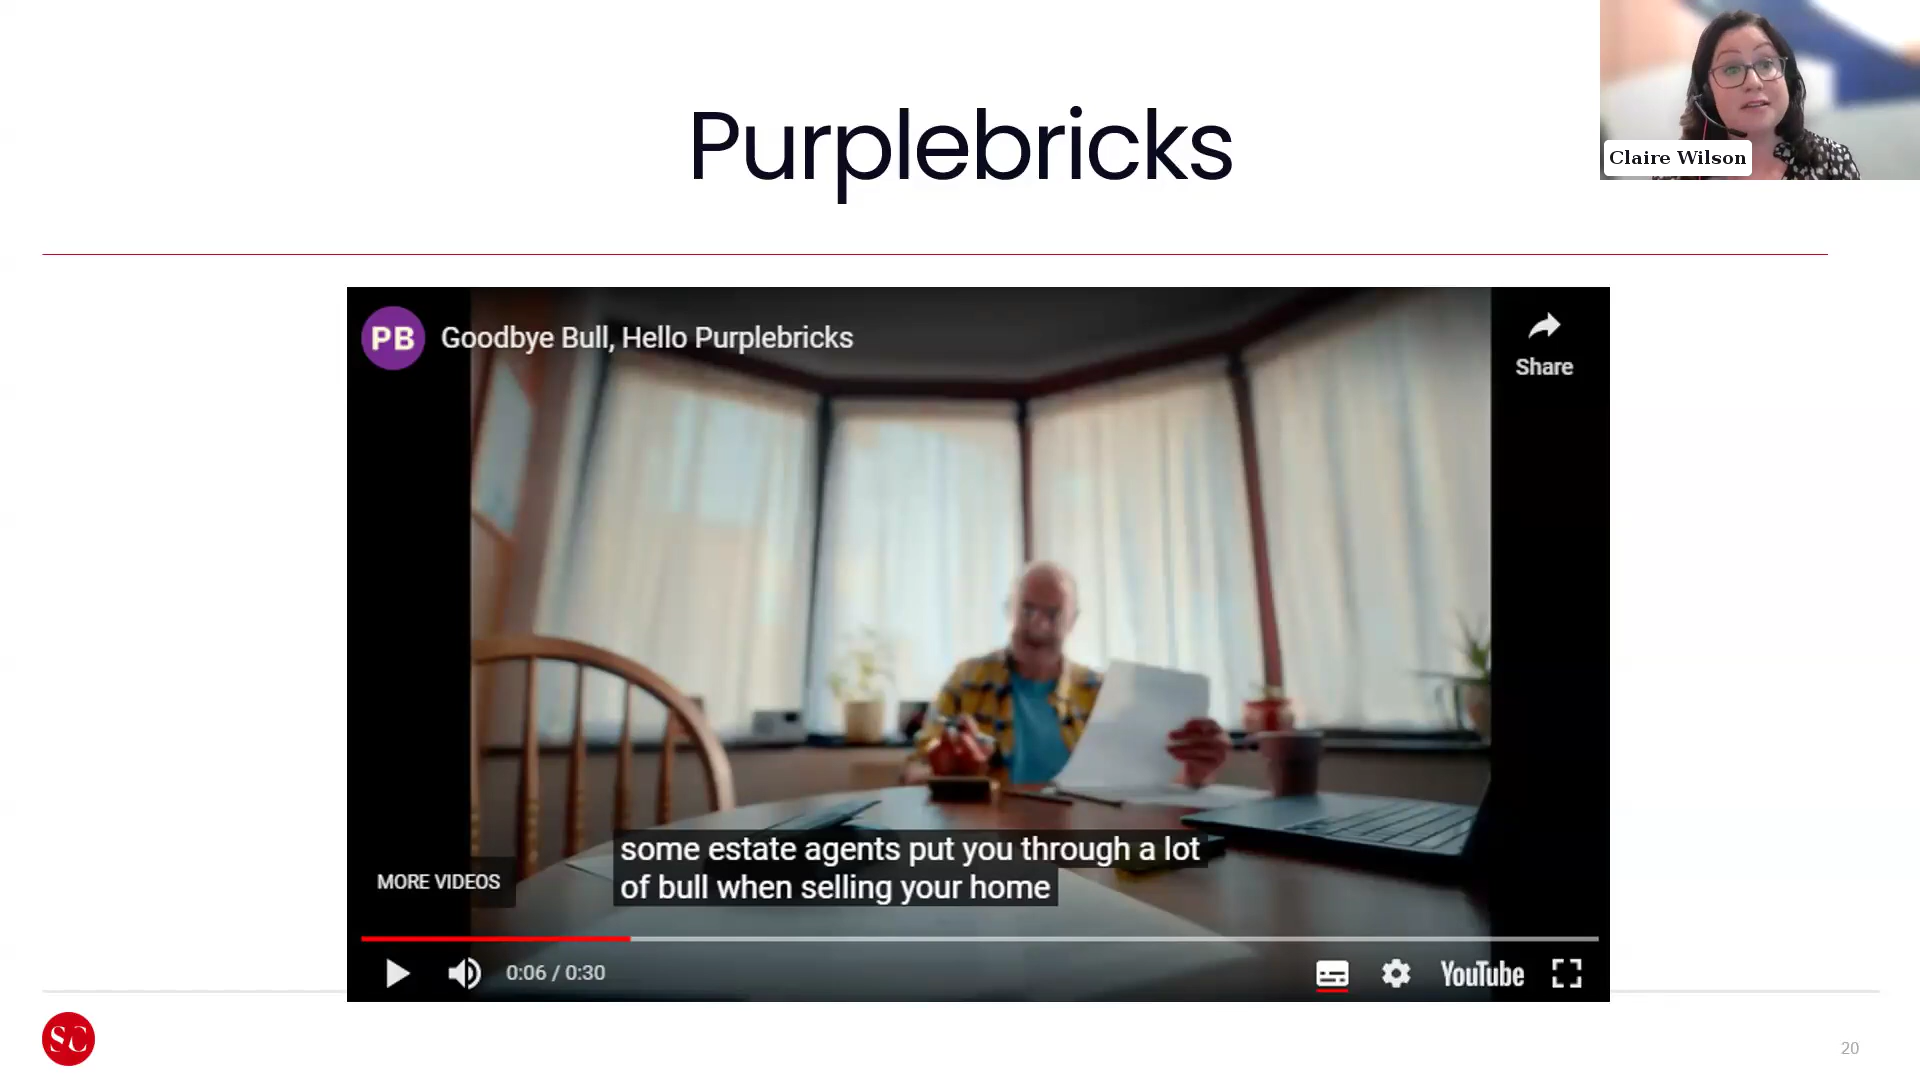 Purplebricks
Claire Wilson
PB
Goodbye Bull, Hello Purplebricks
Share
some estate agents put you through a lot
of bull when selling your home
MORE VIDEOS
0:06 / 0:30
YouTube
SC
20